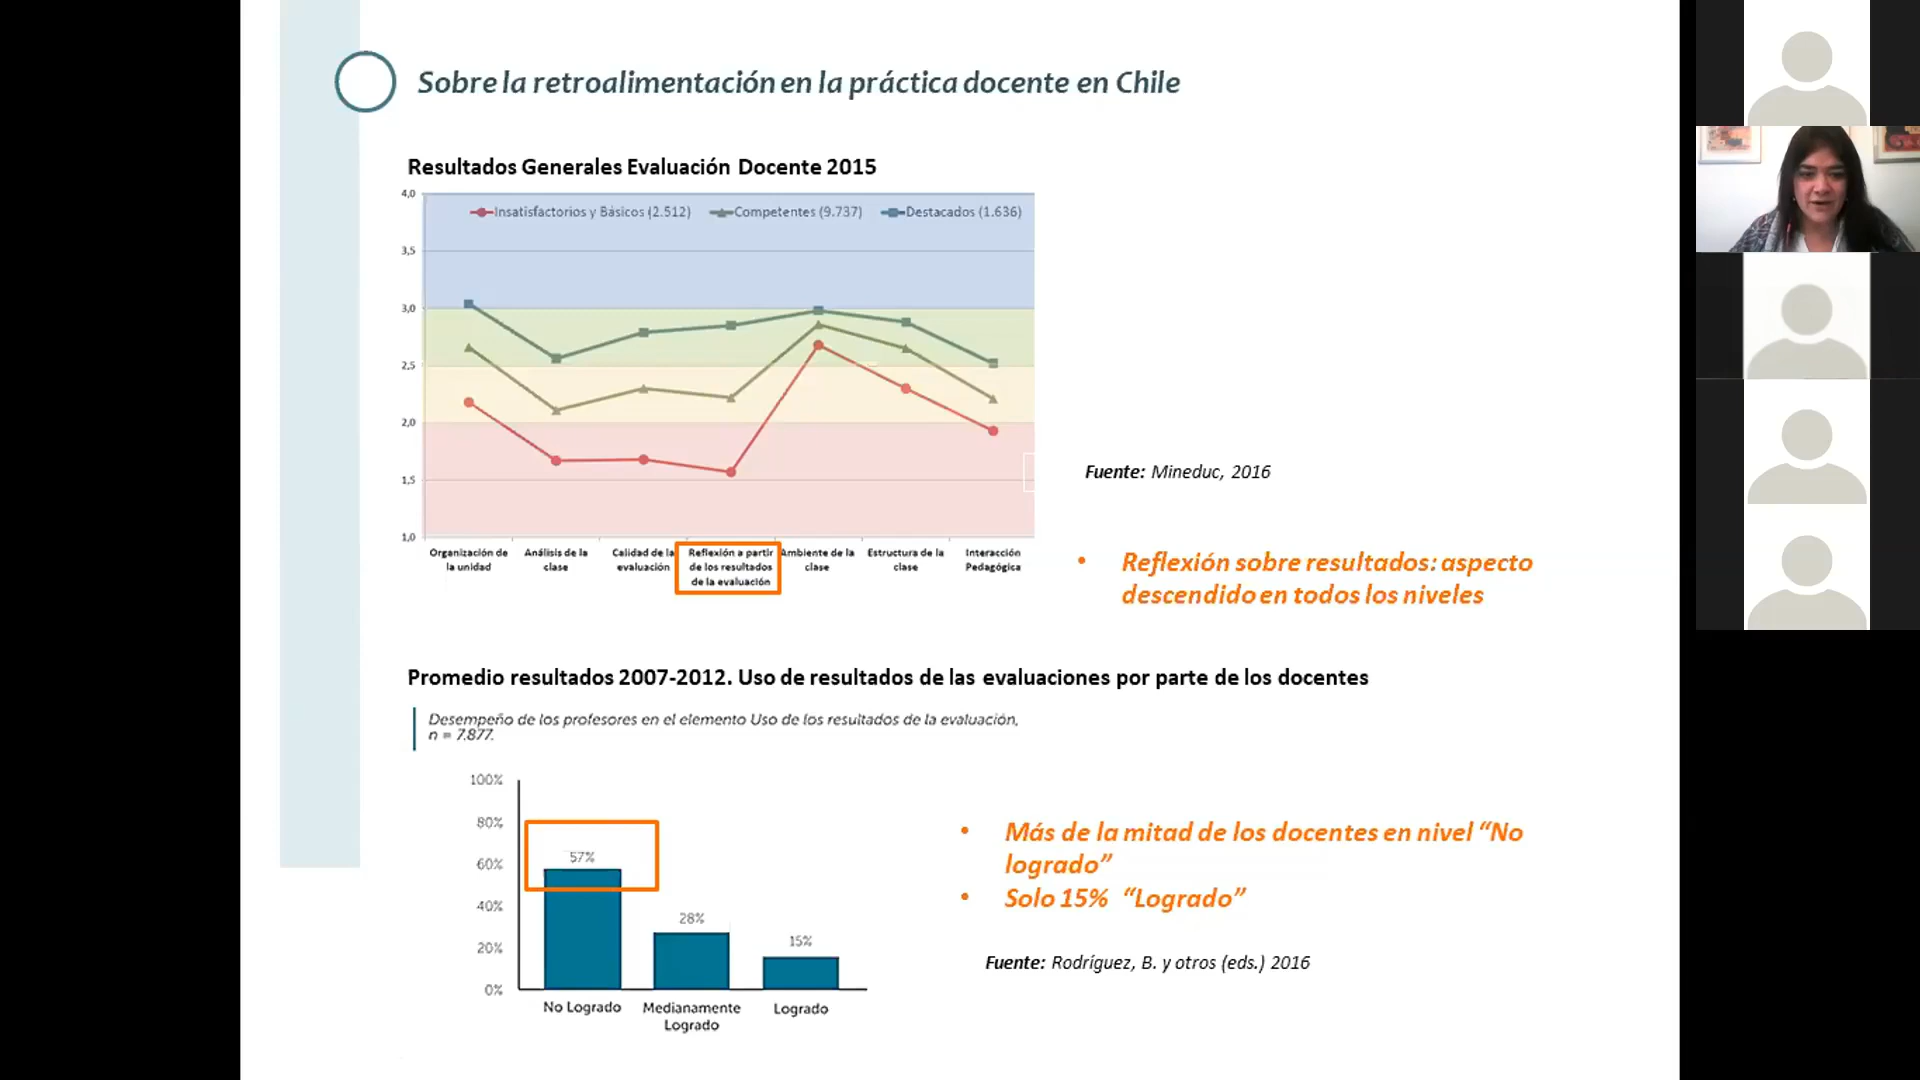 Sobre la retroalimentación en la práctica docente en Chile
Resultados Generales Evaluación Docente 2015
Insatisfactorios y Básicos (2.512) Competentes (9.737) Destacados (1.636)
4,0
3,5
3,0
2,5
2,0
1,5
1,0
Organización de la unidad
Análisis de la clase
Calidad de la evaluación
Reflexión a partir de los resultados de la evaluación
Ambiente de la clase
Estructura de la clase
Interacción Pedagógica
Fuente: Mineduc, 2016
• Reflexión sobre resultados: aspecto
descendido en todos los niveles
Promedio resultados 2007-2012. Uso de resultados de las evaluaciones por parte de los docentes
Desempeño de los profesores en el elemento Uso de los resultados de la evaluación,
n = 7.877.
100%
80%
60%
40%
20%
0%
57%
28%
15%
No Logrado
Medianamente Logrado
Logrado
• Más de la mitad de los docentes en nivel “No
logrado”
• Solo 15% “Logrado”
Fuente: Rodríguez, B. y otros (eds.) 2016